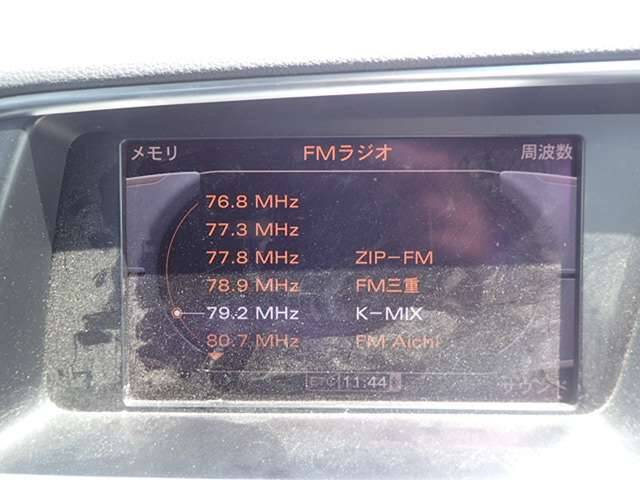 メモリ FMラジオ 周波数
76.8 MHz
77.3 MHz
77.8 MHz ZIP-FM
78.9 MHz FM三重
79.2 MHz K-MIX
80.7 MHz FM Aichi
ETC 11:44
サウンド